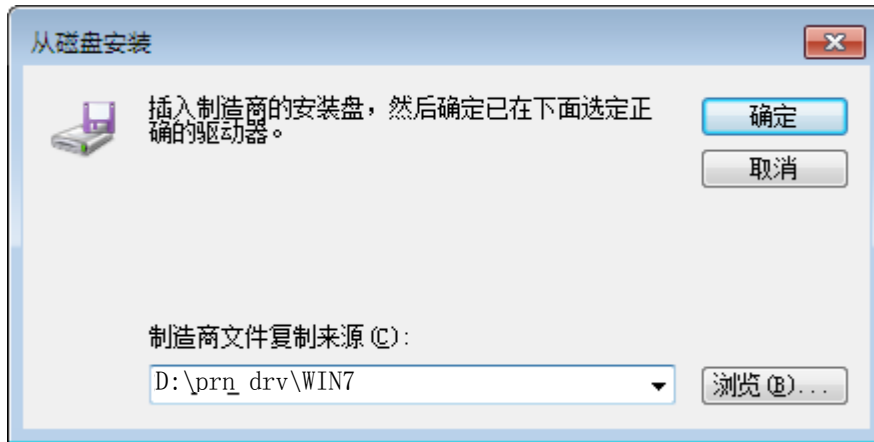 从磁盘安装
插入制造商的安装盘，然后确定已在下面选定正
确的驱动器。
确定
取消
制造商文件复制来源(C):
D:\prn_drv\WIN7
浏览(B)...